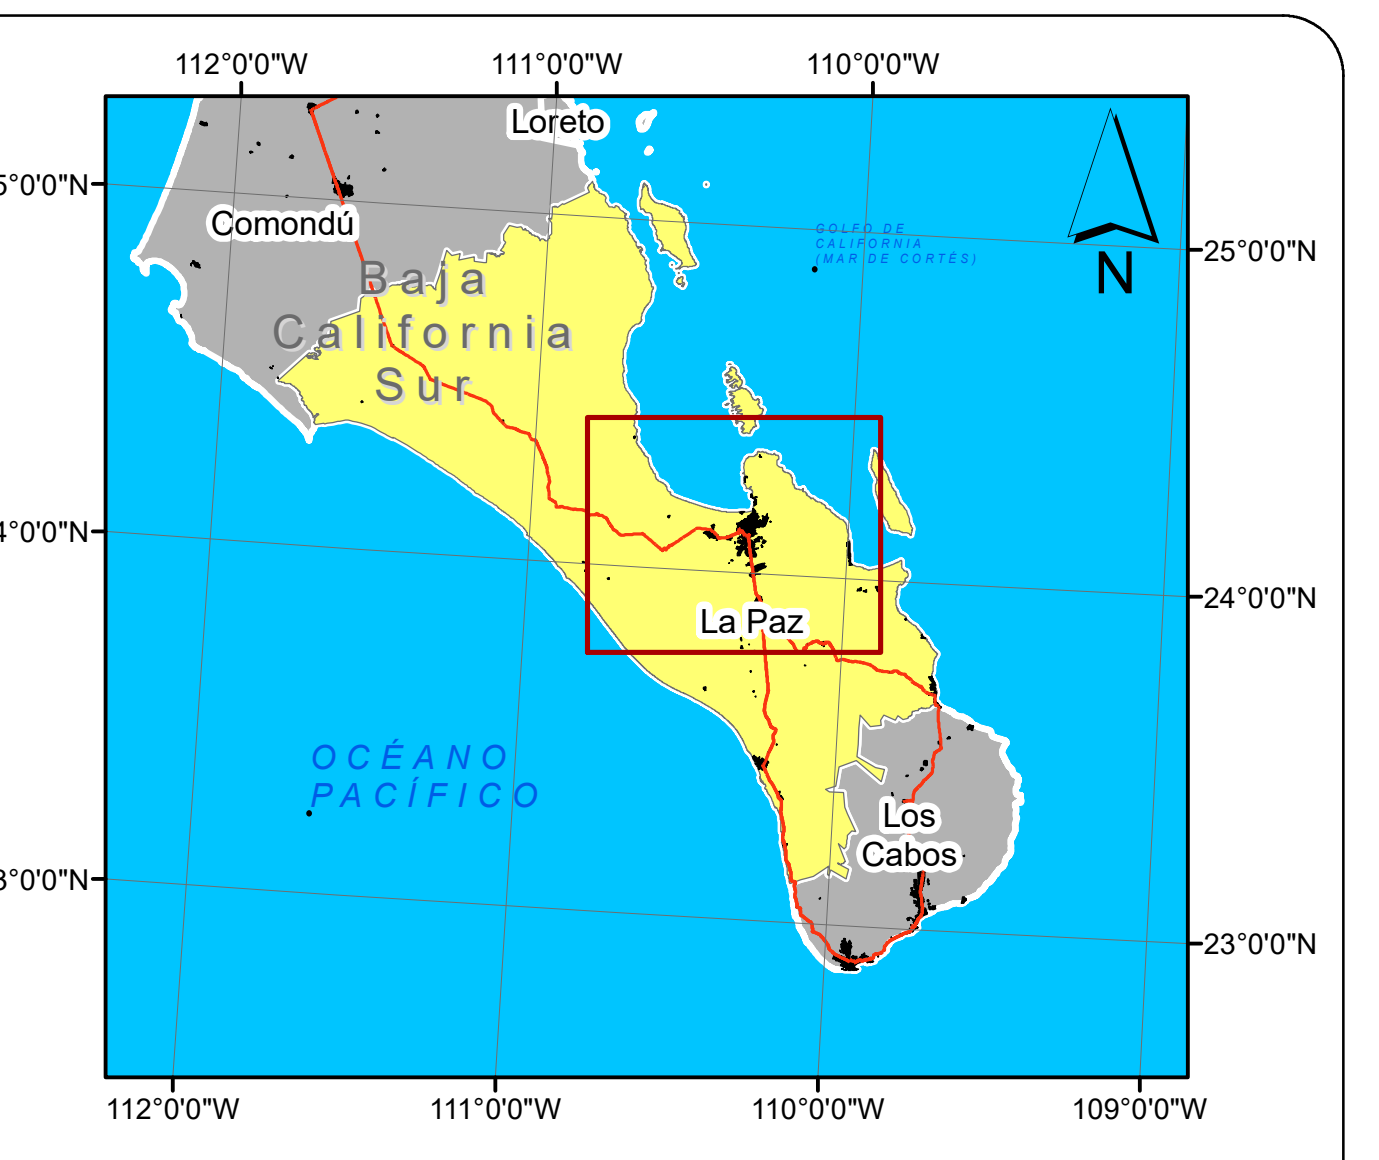 112°0'0"W 111°0'0"W 110°0'0"W
Loreto
5°0'0"N
Comondú
GOLFO DE
CALIFORNIA
(MAR DE CORTÉS)
25°0'0"N
N
Baja
California
Sur
4°0'0"N
24°0'0"N
La Paz
OCÉANO
PACÍFICO
Los
Cabos
3°0'0"N
23°0'0"N
112°0'0"W 111°0'0"W 110°0'0"W 109°0'0"W